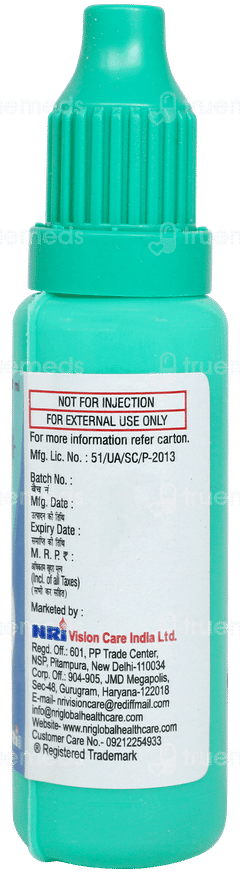 NOT FOR INJECTION
FOR EXTERNAL USE ONLY
For more information refer carton.
Mfg. Lic. No. : 51/UA/SC/P-2013
Batch No. :
बैच नं
Mfg. Date :
उत्पादन की तिथि
Expiry Date :
समाप्ति की तिथि
M. R. P. ₹ :
अधिकतम खुदरा मूल्य
(Incl. of all Taxes)
(सभी करों सहित)
Marketed by :
NRI Vision Care India Ltd.
Regd. Off.: 601, PP Trade Center,
NSP, Pitampura, New Delhi-110034
Corp. Off.: 904-905, JMD Megapolis,
Sec-48, Gurugram, Haryana-122018
E-mail- nrivisioncare@rediffmail.com
info@nriglobalhealthcare.com
Website- www.nriglobalhealthcare.com
Customer Care No.- 09212254933
® Registered Trademark
truemeds